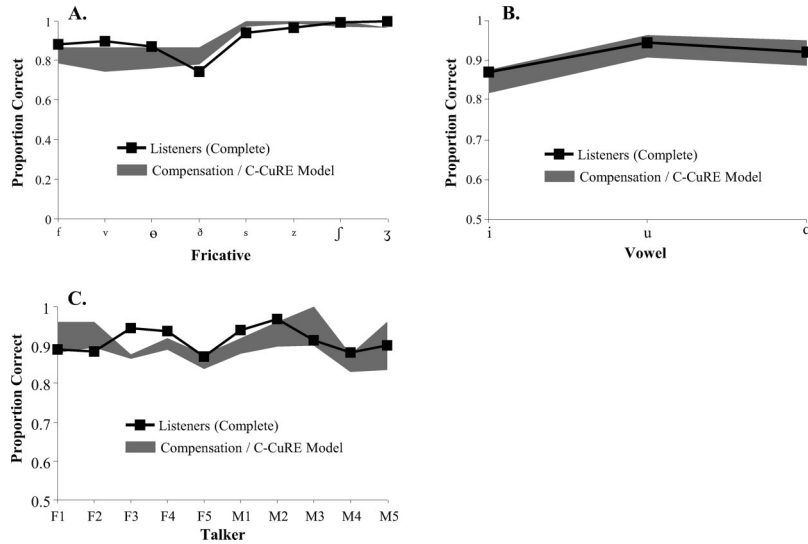 A.
Proportion Correct
1
0.8
0.6
0.4
0.2
0
Listeners (Complete)
Compensation / C-CuRE Model
f v ɵ ð s z ʃ ʒ
Fricative
B.
Proportion Correct
1
0.9
0.8
0.7
0.6
0.5
Listeners (Complete)
Compensation / C-CuRE Model
i u
Vowel
C.
Proportion Correct
1
0.9
0.8
0.7
0.6
0.5
Listeners (Complete)
Compensation / C-CuRE Model
F1 F2 F3 F4 F5 M1 M2 M3 M4 M5
Talker